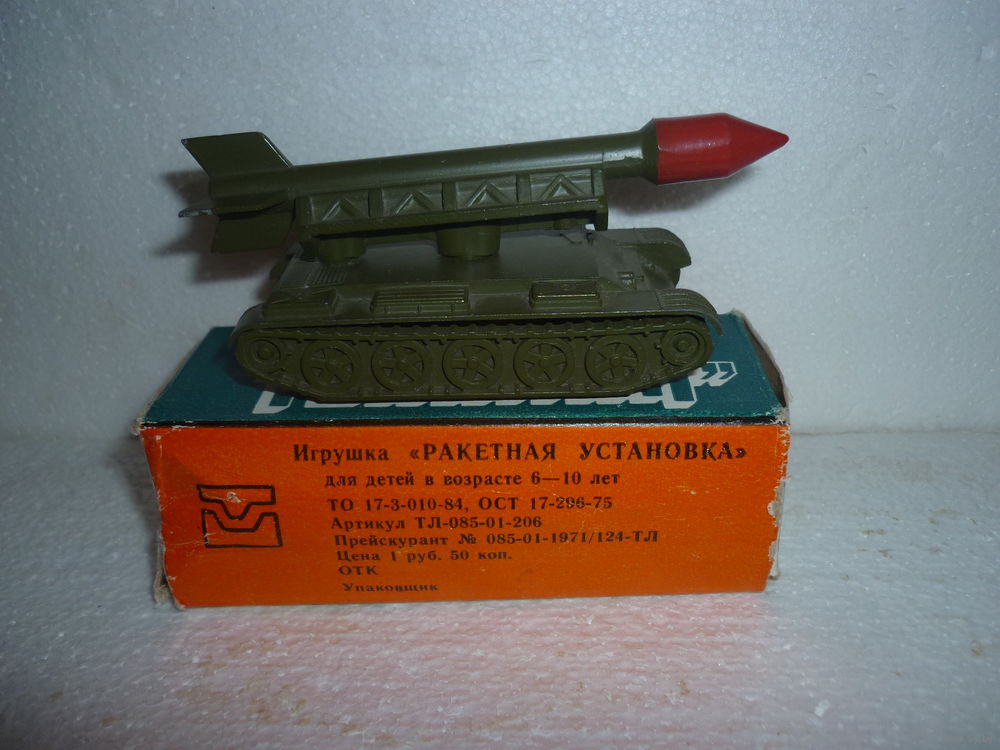 Игрушка «РАКЕТНАЯ УСТАНОВКА»
для детей в возрасте 6—10 лет
ТО 17-3-010-84, ОСТ 17-296-75
Артикул ТЛ-085-01-206
Прейскурант № 085-01-1971/124-ТЛ
Цена 1 руб. 50 коп.
ОТК
Упаковщик